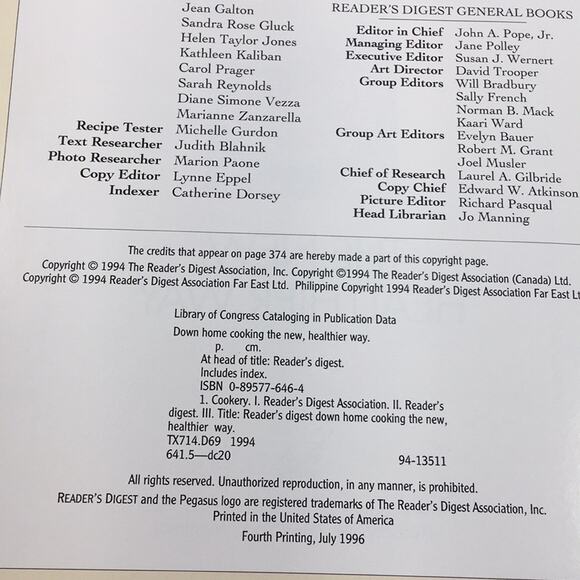 Jean Galton
Sandra Rose Gluck
Helen Taylor Jones
Kathleen Kaliban
Carol Prager
Sarah Reynolds
Diane Simone Vezza
Marianne Zanzarella
Recipe Tester Michelle Gurdon
Text Researcher Judith Blahnik
Photo Researcher Marion Paone
Copy Editor Lynne Eppel
Indexer Catherine Dorsey
READER'S DIGEST GENERAL BOOKS
Editor in Chief John A. Pope, Jr.
Managing Editor Jane Polley
Executive Editor Susan J. Wernert
Art Director David Trooper
Group Editors Will Bradbury
Sally French
Norman B. Mack
Kaari Ward
Group Art Editors Evelyn Bauer
Robert M. Grant
Joel Musler
Chief of Research Laurel A. Gilbride
Copy Chief Edward W. Atkinson
Picture Editor Richard Pasqual
Head Librarian Jo Manning
The credits that appear on page 374 are hereby made a part of this copyright page.
Copyright © 1994 The Reader's Digest Association, Inc. Copyright ©1994 The Reader's Digest Association (Canada) Ltd.
Copyright © 1994 Reader's Digest Association Far East Ltd. Philippine Copyright 1994 Reader's Digest Association Far East Lt
Library of Congress Cataloging in Publication Data
Down home cooking the new, healthier way.
p. cm.
At head of title: Reader's digest.
Includes index.
ISBN 0-89577-646-4
1. Cookery. I. Reader's Digest Association. II. Reader's
digest. III. Title: Reader's digest down home cooking the new,
healthier way.
TX714.D69 1994
641.5—dc20 94-13511
All rights reserved. Unauthorized reproduction, in any manner, is prohibited.
READER'S DIGEST and the Pegasus logo are registered trademarks of The Reader's Digest Association, Inc.
Printed in the United States of America
Fourth Printing, July 1996